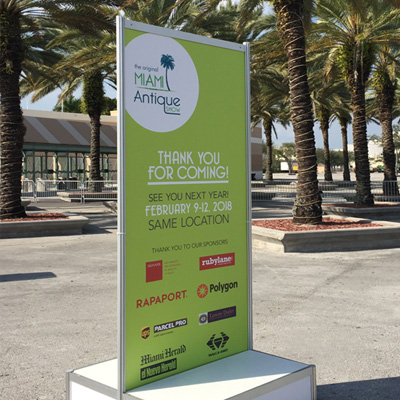 the original
MIAMI
Antique
SHOW
THANK YOU
FOR COMING!
SEE YOU NEXT YEAR!
FEBRUARY 9-12, 2018
SAME LOCATION
THANK YOU TO OUR SPONSORS
rubylane
RAPAPORT
Polygon
PARCEL PRO
Miami Herald
el Nuevo Herald